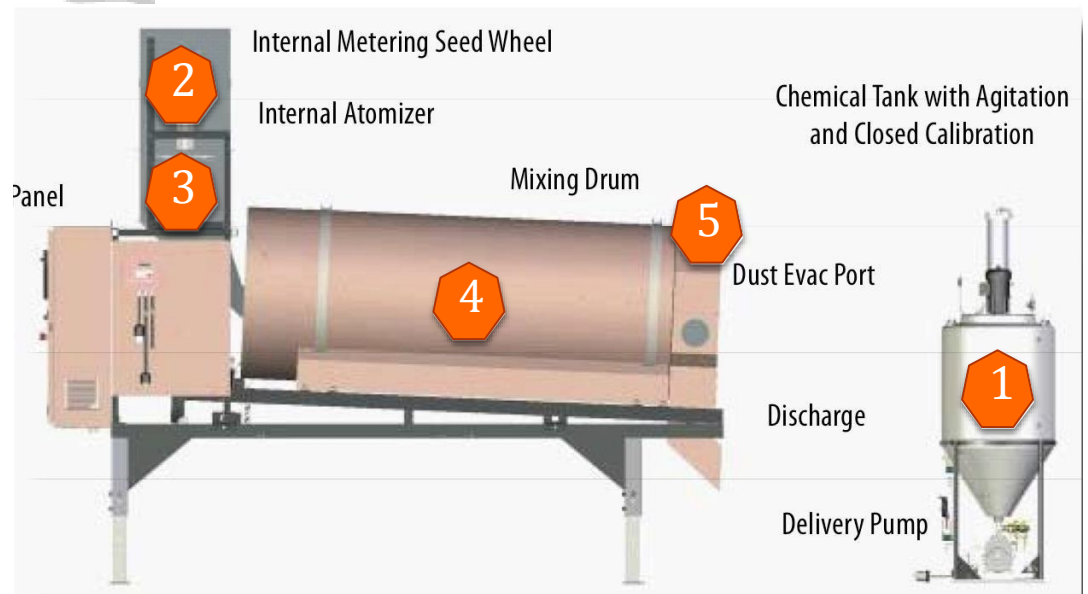 Internal Metering Seed Wheel
2
Internal Atomizer
Chemical Tank with Agitation
and Closed Calibration
3
Panel
Mixing Drum
5
Dust Evac Port
4
1
Discharge
Delivery Pump